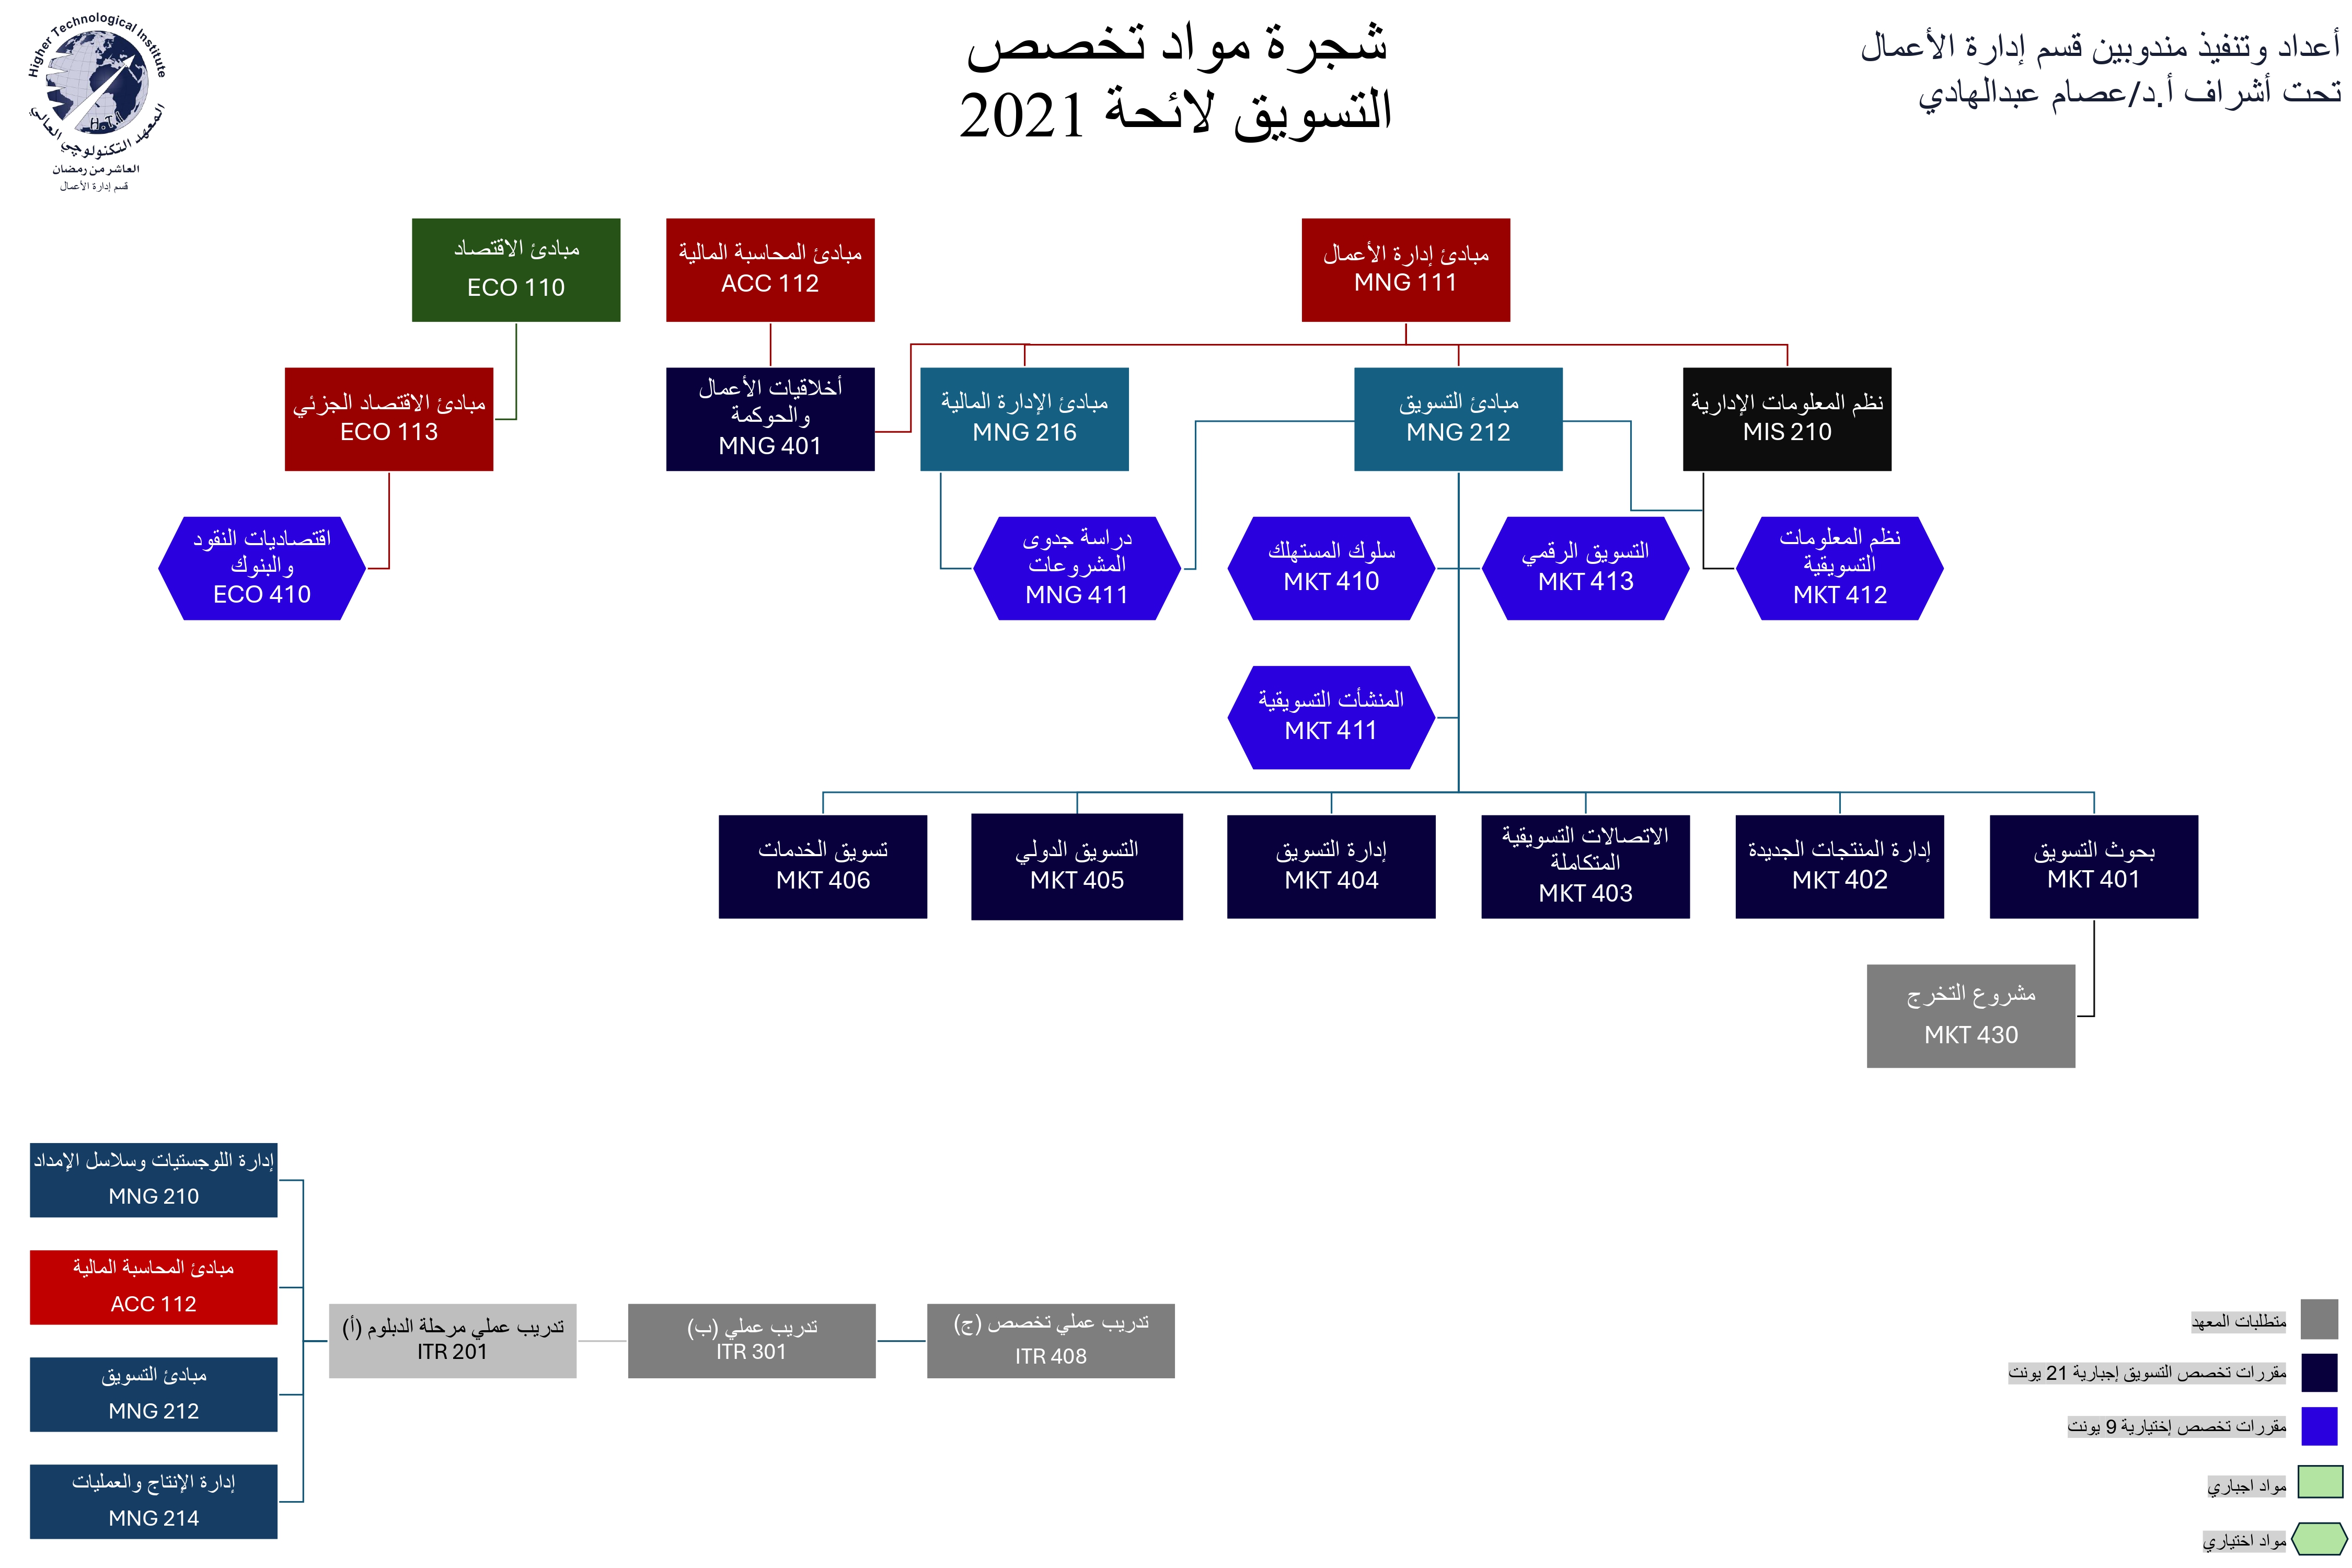 Higher Technological Institute
H.T.I
المعهد التكنولوجي العالي
العاشر من رمضان
قسم إدارة الأعمال
شجرة مواد تخصص
التسويق لائحة 2021
أعداد وتنفيذ مندوبين قسم إدارة الأعمال
تحت أشراف أ.د/عصام عبدالهادي
مبادئ إدارة الأعمال
MNG 111
مبادئ المحاسبة المالية
ACC 112
مبادئ الاقتصاد
ECO 110
نظم المعلومات الإدارية
MIS 210
مبادئ التسويق
MNG 212
مبادئ الإدارة المالية
MNG 216
أخلاقيات الأعمال
والحوكمة
MNG 401
مبادئ الاقتصاد الجزئي
ECO 113
نظم المعلومات
التسويقية
MKT 412
التسويق الرقمي
MKT 413
سلوك المستهلك
MKT 410
دراسة جدوى
المشروعات
MNG 411
اقتصاديات النقود
والبنوك
ECO 410
المنشأت التسويقية
MKT 411
بحوث التسويق
MKT 401
إدارة المنتجات الجديدة
MKT 402
الاتصالات التسويقية
المتكاملة
MKT 403
إدارة التسويق
MKT 404
التسويق الدولي
MKT 405
تسويق الخدمات
MKT 406
مشروع التخرج
MKT 430
إدارة اللوجستيات وسلاسل الإمداد
MNG 210
مبادئ المحاسبة المالية
ACC 112
مبادئ التسويق
MNG 212
إدارة الإنتاج والعمليات
MNG 214
تدريب عملي مرحلة الدبلوم (أ)
ITR 201
تدريب عملي (ب)
ITR 301
تدريب عملي تخصص (ج)
ITR 408
متطلبات المعهد
مقررات تخصص التسويق إجبارية 21 يونت
مقررات تخصص إختيارية 9 يونت
مواد اجباري
مواد اختياري